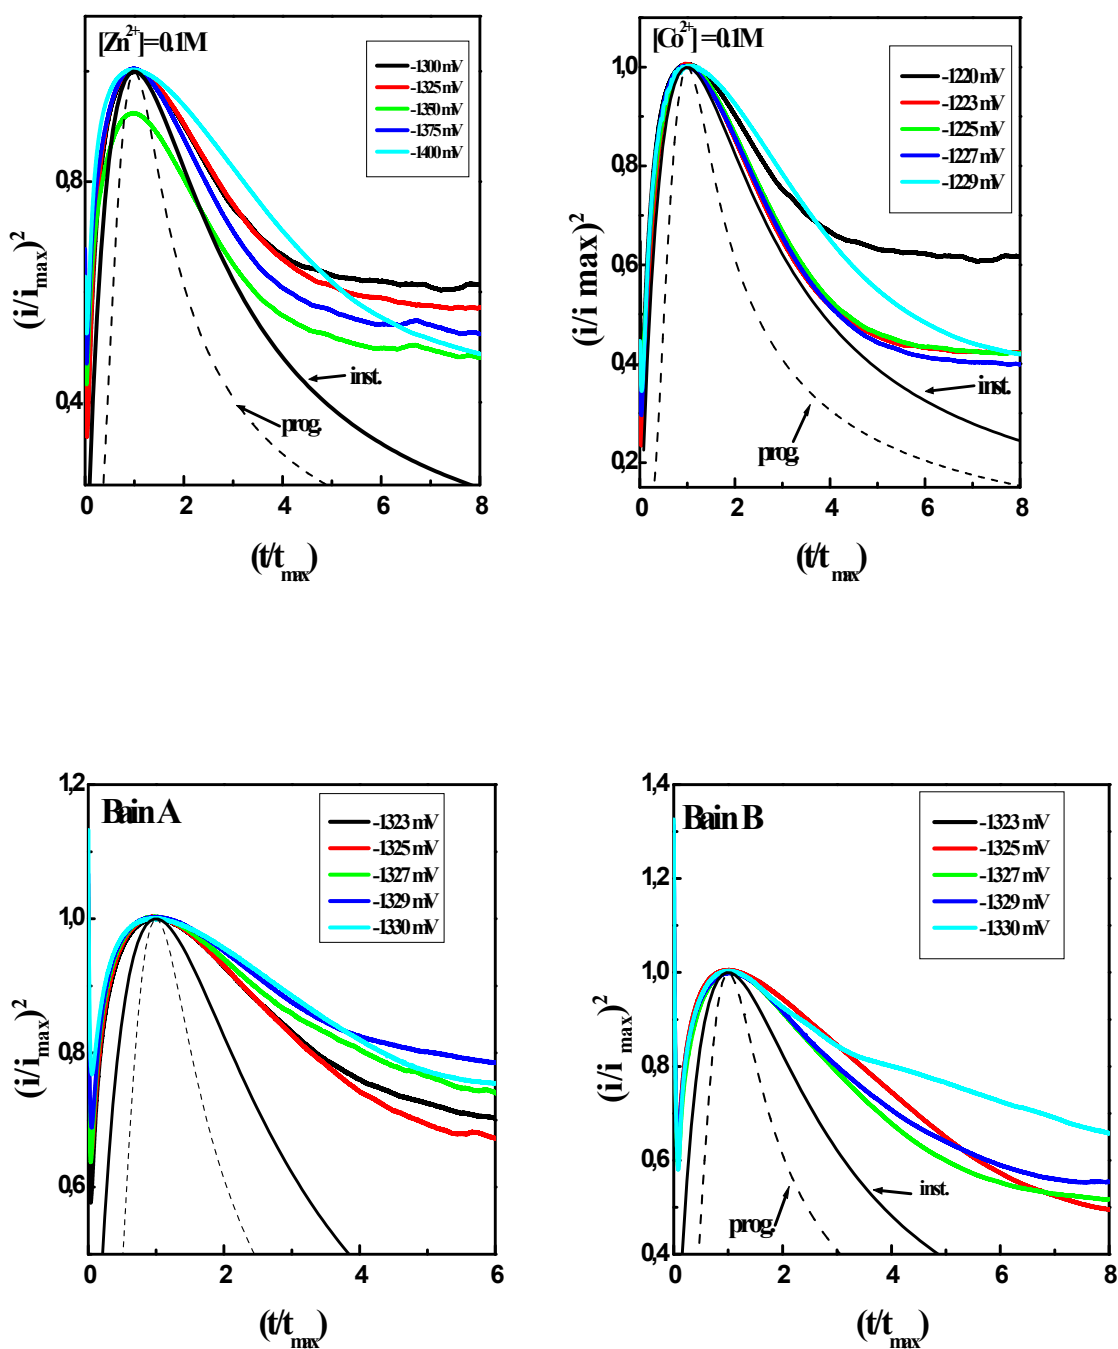 [Zn2+]=0.1M
-1300 mV
-1325 mV
-1350 mV
-1375 mV
-1400 mV
0,8
0,4
(i/imax)2
inst.
prog.
0 2 4 6 8
(t/tmax)
[Co2+]=0.1M
-1220 mV
-1223 mV
-1225 mV
-1227 mV
-1229 mV
1,0
0,8
0,6
0,4
0,2
(i/i max)2
inst.
prog.
0 2 4 6 8
(t/tmax)
Bain A
-1323 mV
-1325 mV
-1327 mV
-1329 mV
-1330 mV
1,2
1,0
0,8
0,6
(i/imax)2
0 2 4 6
(t/tmax)
Bain B
-1323 mV
-1325 mV
-1327 mV
-1329 mV
-1330 mV
1,4
1,2
1,0
0,8
0,6
0,4
(i/i max)2
inst.
prog.
0 2 4 6 8
(t/tmax)